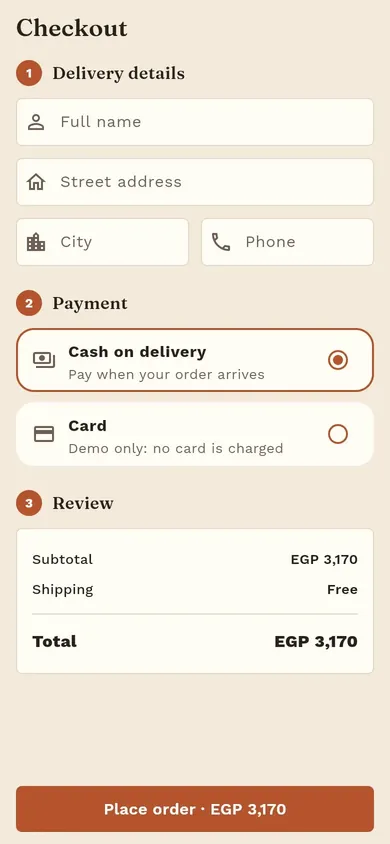 Checkout
1 Delivery details
Full name
Street address
City
Phone
2 Payment
Cash on delivery
Pay when your order arrives
Card
Demo only: no card is charged
3 Review
Subtotal EGP 3,170
Shipping Free
Total EGP 3,170
Place order · EGP 3,170